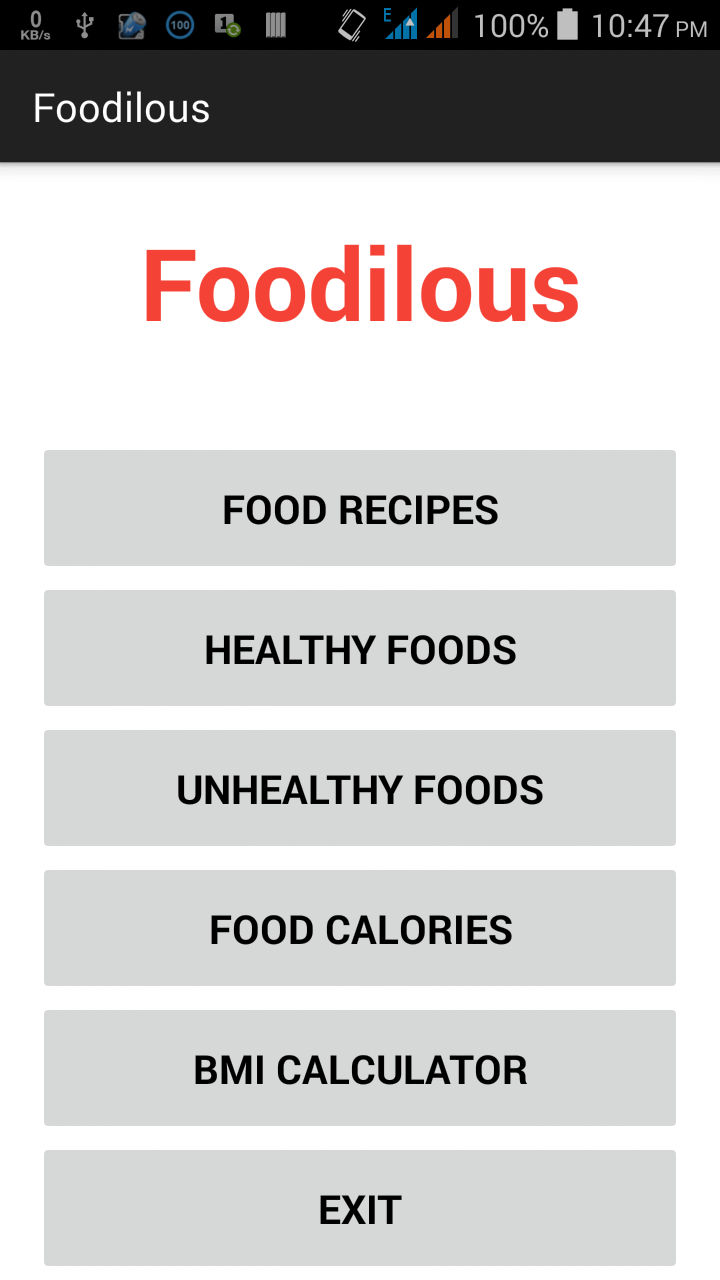 0 KB/s 100 1 E 100% 10:47 PM
Foodilous
Foodilous
FOOD RECIPES
HEALTHY FOODS
UNHEALTHY FOODS
FOOD CALORIES
BMI CALCULATOR
EXIT